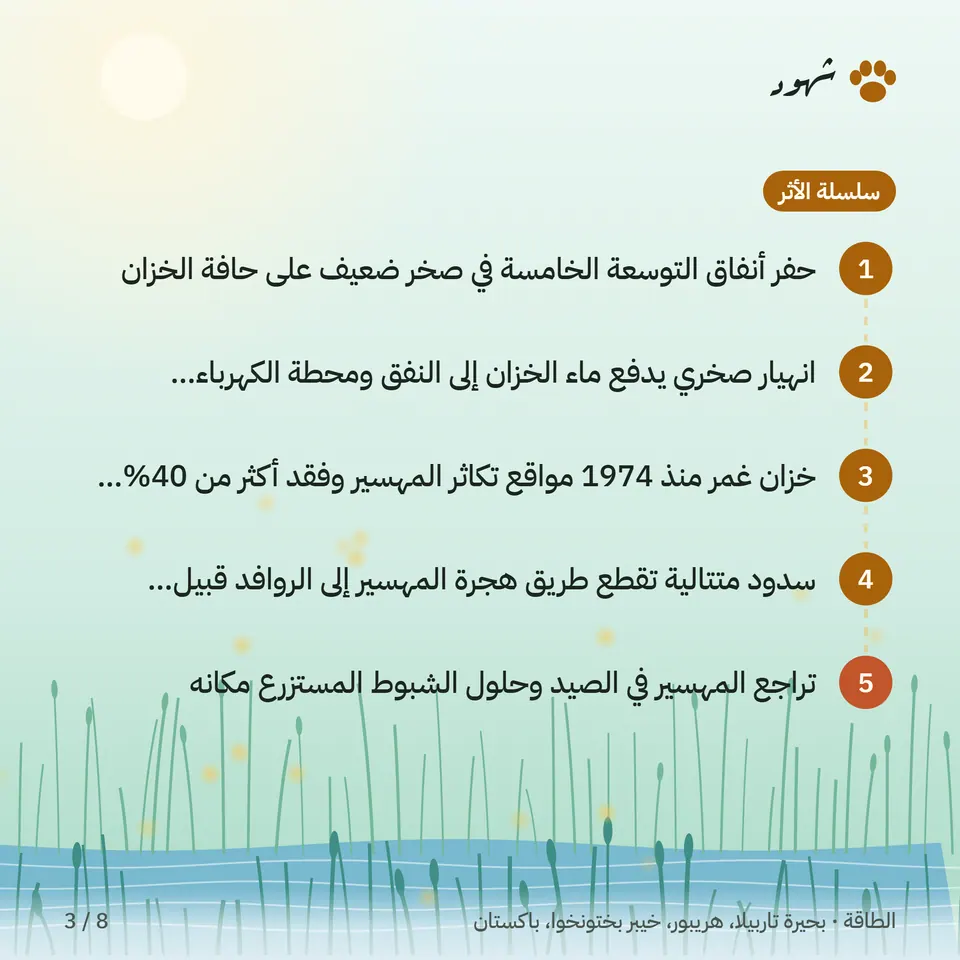 شهود
سلسلة الأثر
1 حفر أنفاق التوسعة الخامسة في صخر ضعيف على حافة الخزان
2 انهيار صخري يدفع ماء الخزان إلى النفق ومحطة الكهرباء...
3 خزان غمر منذ 1974 مواقع تكاثر المهسير وفقد أكثر من 40%...
4 سدود متتالية تقطع طريق هجرة المهسير إلى الروافد قبيل...
5 تراجع المهسير في الصيد وحلول الشبوط المستزرع مكانه
الطاقة · بحيرة تاربيلا، هريبور، خيبر بختونخوا، باكستان
3 / 8